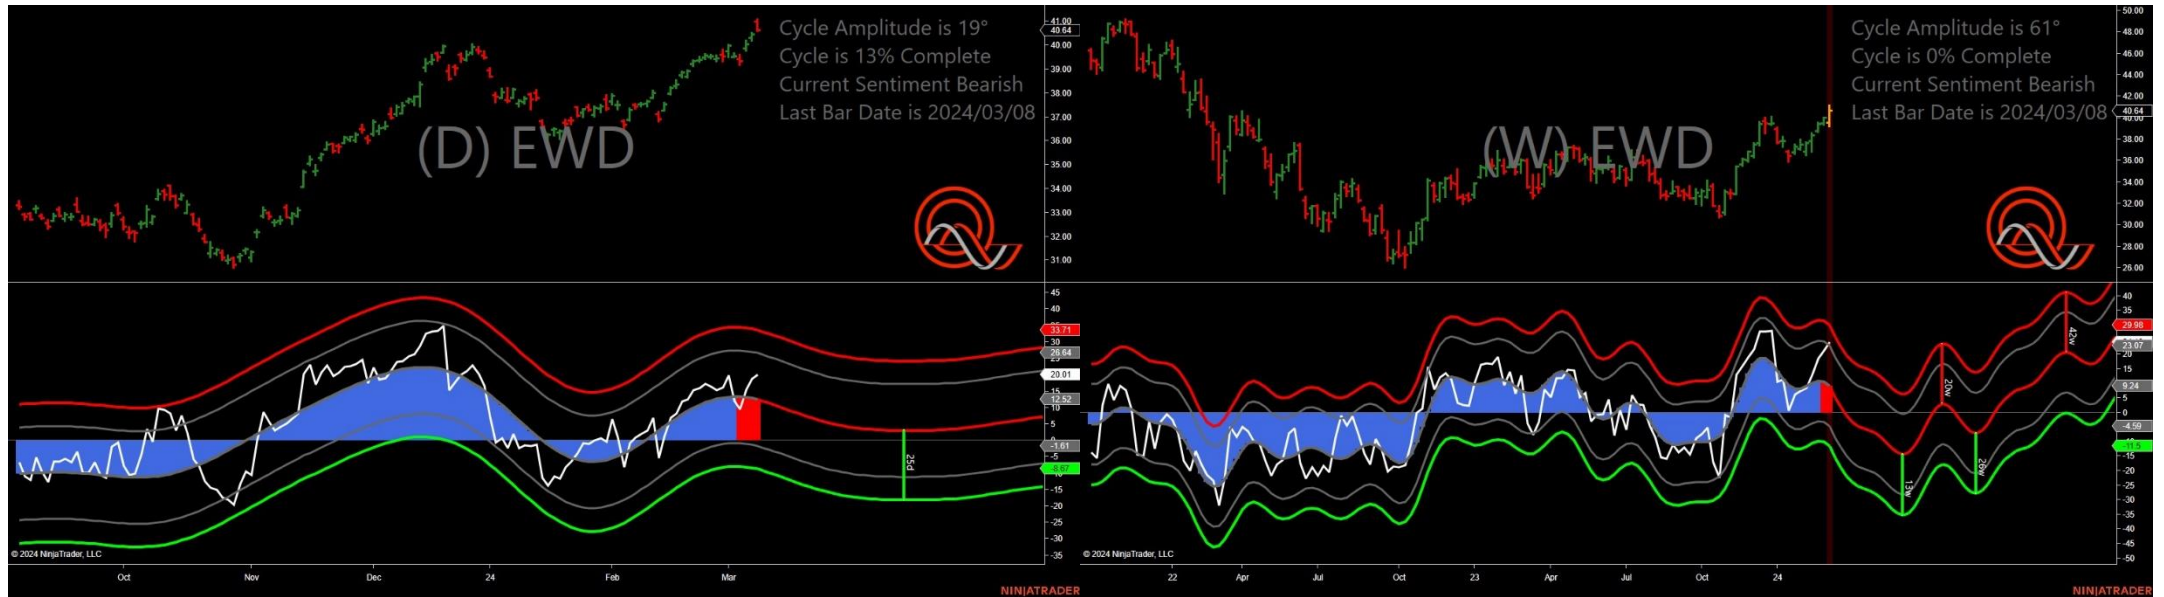 Cycle Amplitude is 19°
Cycle is 13% Complete
Current Sentiment Bearish
Last Bar Date is 2024/03/08
(D) EWD
41.00
40.64
40.00
39.00
38.00
37.00
36.00
35.00
34.00
33.00
32.00
31.00
45
40
33.71
26.64
20.01
15
12.52
10
5
-1.61
-5
-8.67
-15
-20
-25
-30
-35
25d
© 2024 NinjaTrader, LLC
Oct Nov Dec 24 Feb Mar
NINJATRADER
Cycle Amplitude is 61°
Cycle is 0% Complete
Current Sentiment Bearish
Last Bar Date is 2024/03/08
(W) EWD
50.00
48.00
46.00
44.00
42.00
40.64
40.00
38.00
36.00
34.00
32.00
30.00
28.00
26.00
40
35
29.98
23.07
20
15
9.24
5
0
-4.59
-11.5
-15
-20
-25
-30
-35
-40
-45
-50
13w
20w
26w
42w
© 2024 NinjaTrader, LLC
22 Apr Jul Oct 23 Apr Jul Oct 24
NINJATRADER